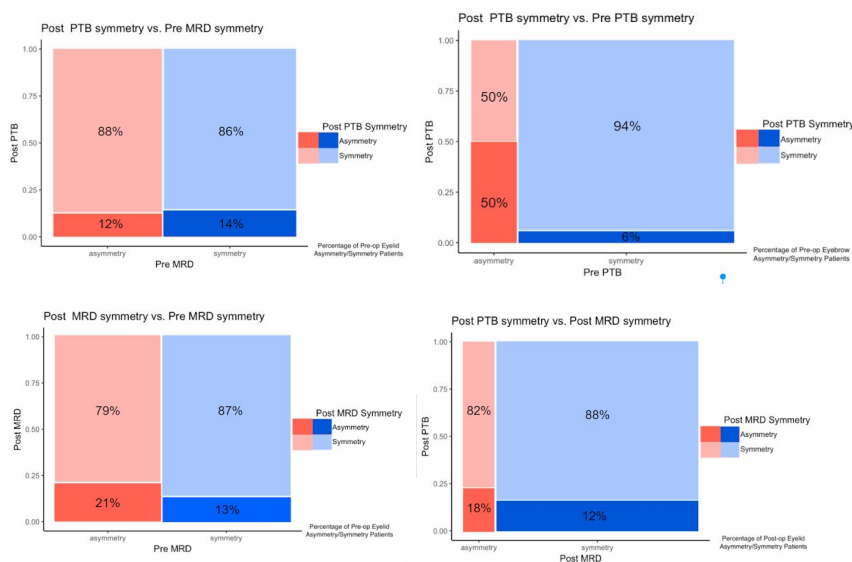 Post PTB symmetry vs. Pre MRD symmetry
1.00
0.75
0.50
0.25
0.00
Post PTB
88%
86%
12%
14%
asymmetry
symmetry
Pre MRD
Post PTB Symmetry
Asymmetry
Symmetry
Percentage of Pre-op Eyelid
Asymmetry/Symmetry Patients
Post PTB symmetry vs. Pre PTB symmetry
1.00
0.75
0.50
0.25
0.00
Post PTB
50%
94%
50%
6%
asymmetry
symmetry
Pre PTB
Post PTB Symmetry
Asymmetry
Symmetry
Percentage of Pre-op Eyebrow
Asymmetry/Symmetry Patients
Post MRD symmetry vs. Pre MRD symmetry
1.00
0.75
0.50
0.25
0.00
Post MRD
79%
87%
21%
13%
asymmetry
symmetry
Pre MRD
Post MRD Symmetry
Asymmetry
Symmetry
Percentage of Pre-op Eyelid
Asymmetry/Symmetry Patients
Post PTB symmetry vs. Post MRD symmetry
1.00
0.75
0.50
0.25
0.00
Post PTB
82%
88%
18%
12%
asymmetry
symmetry
Post MRD
Post MRD Symmetry
Asymmetry
Symmetry
Percentage of Post-op Eyelid
Asymmetry/Symmetry Patients